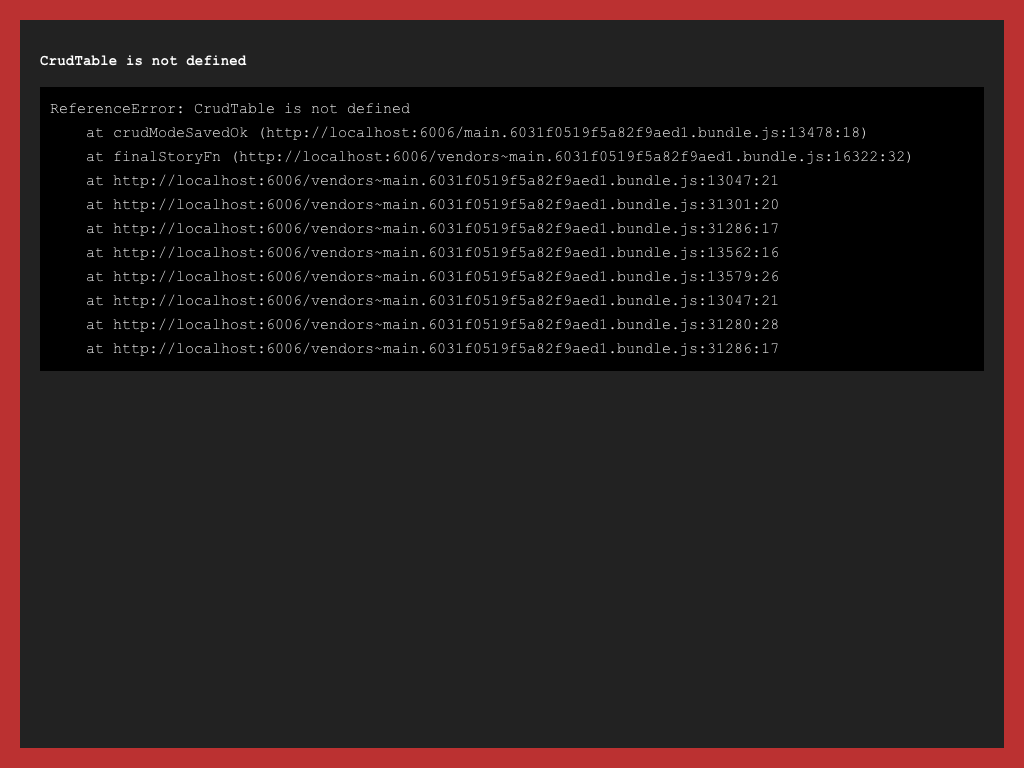 CrudTable is not defined
ReferenceError: CrudTable is not defined
at crudModeSavedOk (http://localhost:6006/main.6031f0519f5a82f9aed1.bundle.js:13478:18)
at finalStoryFn (http://localhost:6006/vendors~main.6031f0519f5a82f9aed1.bundle.js:16322:32)
at http://localhost:6006/vendors~main.6031f0519f5a82f9aed1.bundle.js:13047:21
at http://localhost:6006/vendors~main.6031f0519f5a82f9aed1.bundle.js:31301:20
at http://localhost:6006/vendors~main.6031f0519f5a82f9aed1.bundle.js:31286:17
at http://localhost:6006/vendors~main.6031f0519f5a82f9aed1.bundle.js:13562:16
at http://localhost:6006/vendors~main.6031f0519f5a82f9aed1.bundle.js:13579:26
at http://localhost:6006/vendors~main.6031f0519f5a82f9aed1.bundle.js:13047:21
at http://localhost:6006/vendors~main.6031f0519f5a82f9aed1.bundle.js:31280:28
at http://localhost:6006/vendors~main.6031f0519f5a82f9aed1.bundle.js:31286:17